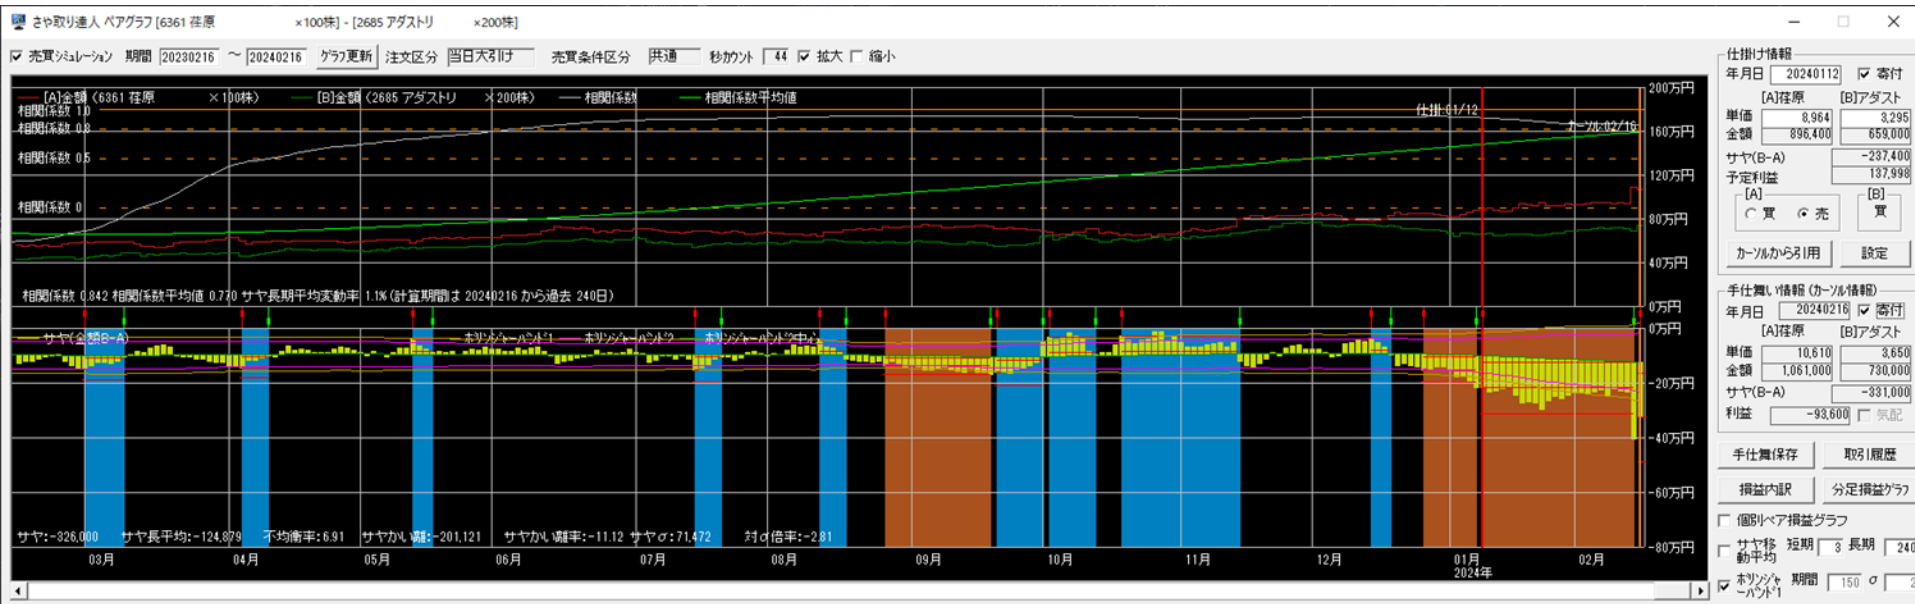 さや取り達人 ペアグラフ [6361 荏原 ×100株] - [2685 アダストリ ×200株]
売買シミュレーション 期間 20230216 ～ 20240216 グラフ更新 注文区分 当日大引け 売買条件区分 共通 秒カウント 44 拡大 縮小
[A]金額 (6361 荏原 ×100株) [B]金額 (2685 アダストリ ×200株) 相関係数 相関係数平均値
相関係数 1.0
相関係数 0.8
相関係数 0.5
相関係数 0
仕掛:01/12
カーソル:02/16
200万円
160万円
120万円
80万円
40万円
0万円
相関係数 0.842 相関係数平均値 0.770 サヤ長期平均変動率 1.1% (計算期間は 20240216 から過去 240日)
サヤ(金額B-A) ボリンジャーバンド1 ボリンジャーバンド2 ボリンジャーバンド2中心
0万円
-20万円
-40万円
-60万円
-80万円
サヤ:-326,000 サヤ長平均:-124,879 不均衡率:6.91 サヤかい離:-201,121 サヤかい離率:-11.12 サヤσ:71,472 対σ倍率:-2.81
03月 04月 05月 06月 07月 08月 09月 10月 11月 12月 01月 02月
2024年
仕掛け情報
年月日 20240112 寄付
[A]荏原 [B]アダスト
単価 8,964 3,295
金額 896,400 659,000
サヤ(B-A) -237,400
予定利益 137,998
[A] [B]
買 売 買
カーソルから引用 設定
手仕舞い情報 (カーソル情報)
年月日 20240216 寄付
[A]荏原 [B]アダスト
単価 10,610 3,650
金額 1,061,000 730,000
サヤ(B-A) -331,000
利益 -93,600 気配
手仕舞保存 取引履歴
損益内訳 分足損益グラフ
個別ペア損益グラフ
サヤ移動平均 短期 3 長期 240
ボリンジャーバンド1 期間 150 σ 2